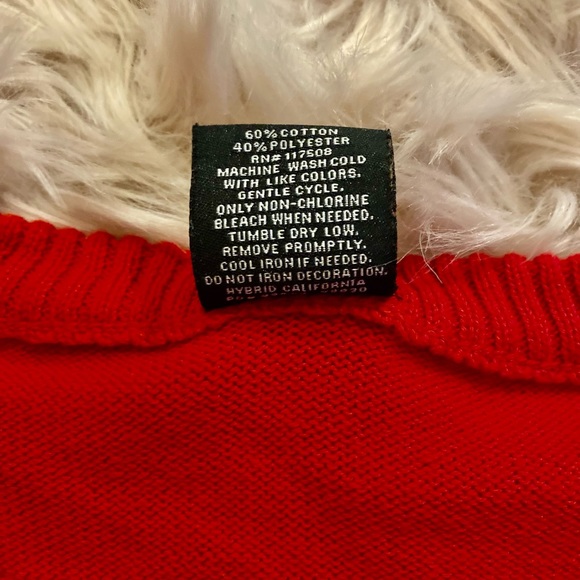 60% COTTON
40% POLYESTER
RN# 117508
MACHINE WASH COLD
WITH LIKE COLORS.
GENTLE CYCLE.
ONLY NON-CHLORINE
BLEACH WHEN NEEDED.
TUMBLE DRY LOW.
REMOVE PROMPTLY.
COOL IRON IF NEEDED.
DO NOT IRON DECORATION.
HYBRID CALIFORNIA